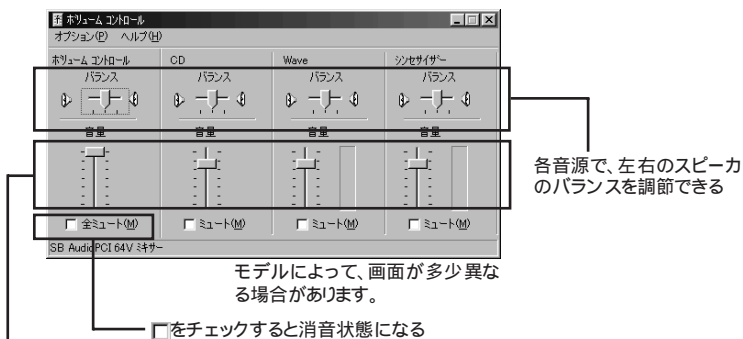 ボリューム コントロール
オプション(P) ヘルプ(H)
ボリューム コントロール CD Wave シンセサイザー
バランス バランス バランス バランス
音量 音量 音量 音量
全ミュート(M) ミュート(M) ミュート(M) ミュート(M)
SB AudioPCI 64V ミキサー
各音源で、左右のスピーカ
のバランスを調節できる
モデルによって、画面が多少異な
る場合があります。
□をチェックすると消音状態になる